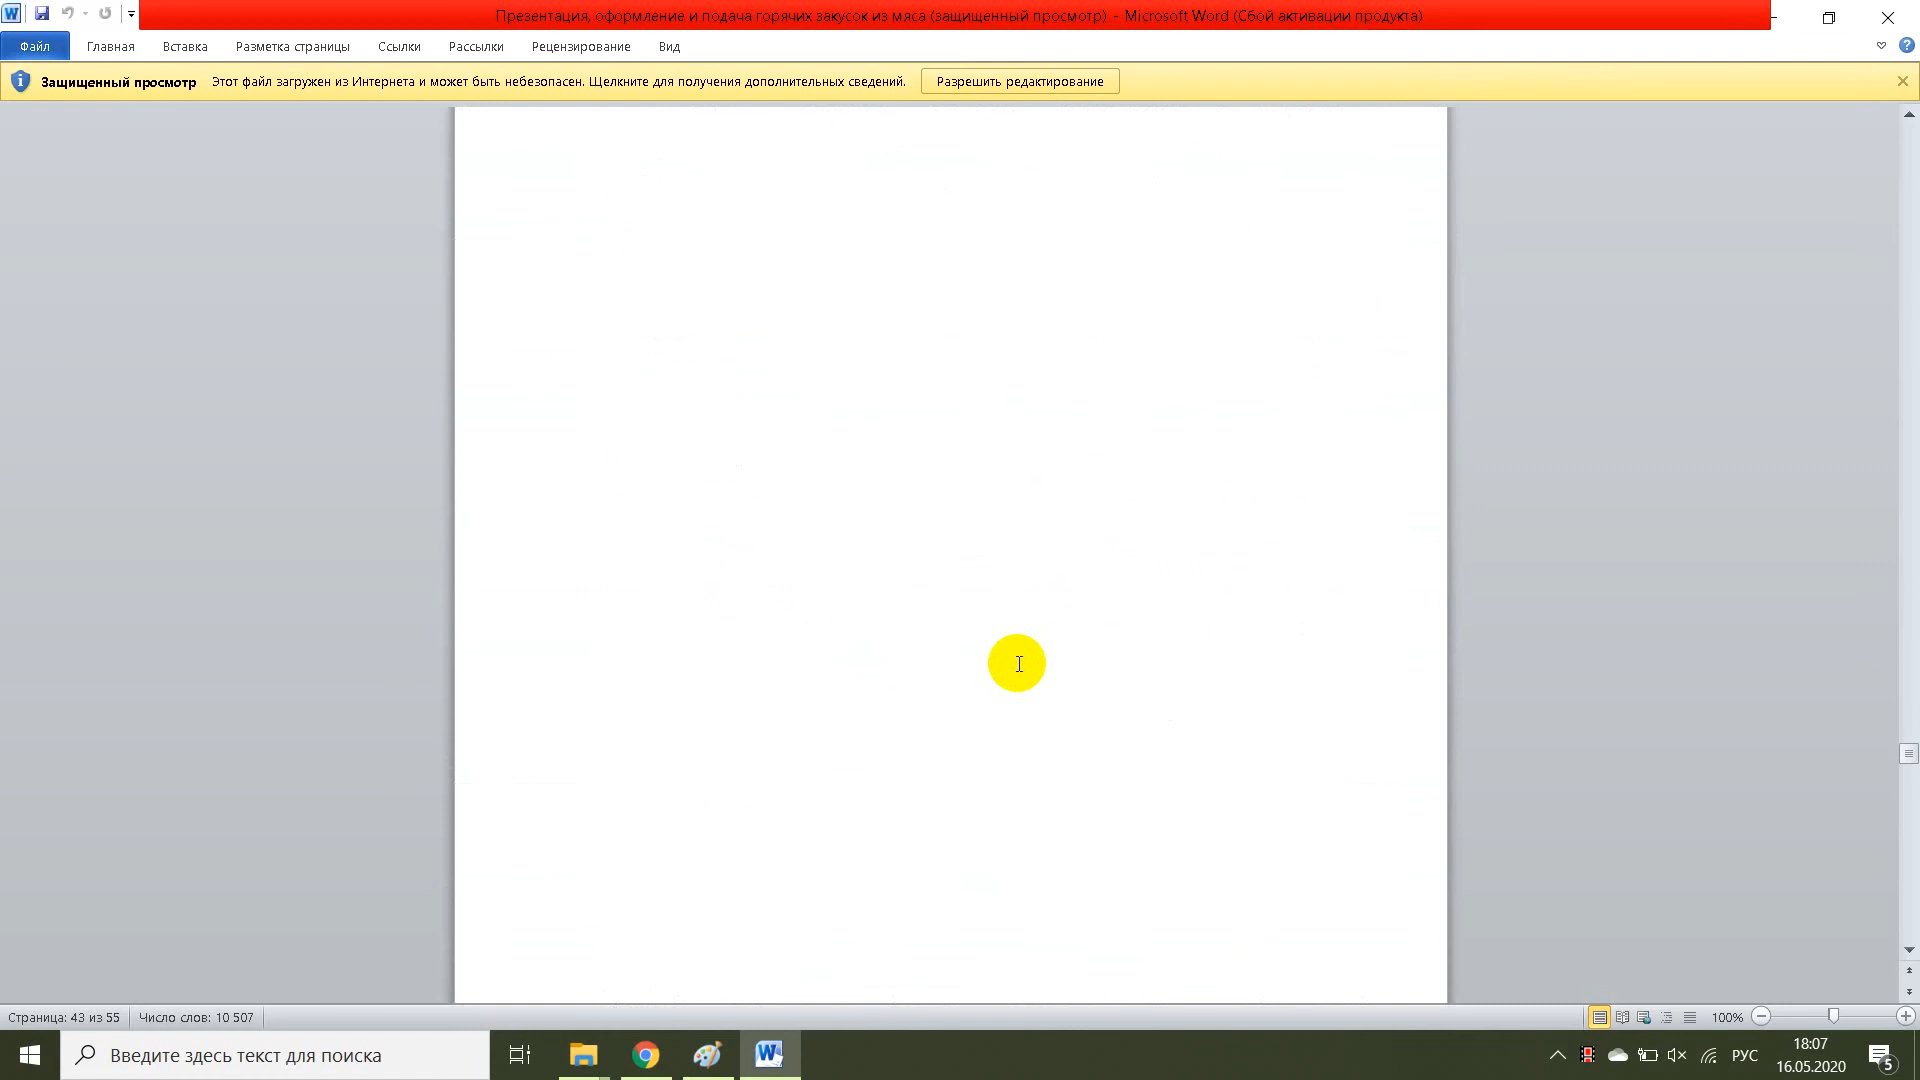 Презентация, оформление и подача горячих закусок из мяса (защищенный просмотр) - Microsoft Word (Сбой активации продукта)
Файл Главная Вставка Разметка страницы Ссылки Рассылки Рецензирование Вид
Защищенный просмотр Этот файл загружен из Интернета и может быть небезопасен. Щелкните для получения дополнительных сведений. Разрешить редактирование
Страница: 43 из 55 Число слов: 10 507 100%
Введите здесь текст для поиска
РУС
18:07
16.05.2020
5